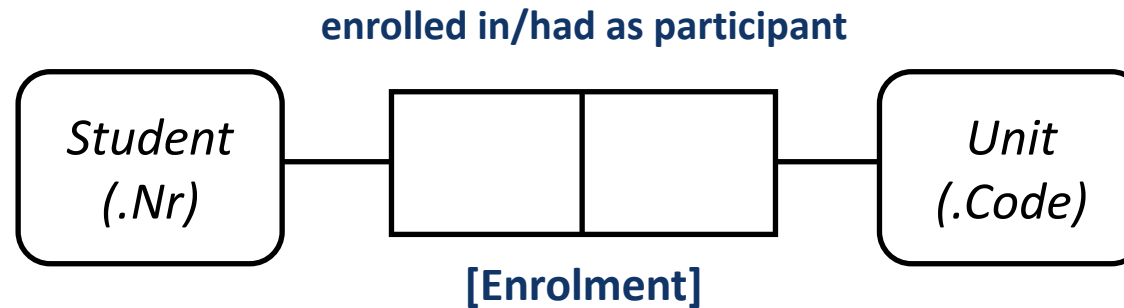 enrolled in/had as participant
Student
(.Nr)
Unit
(.Code)
[Enrolment]